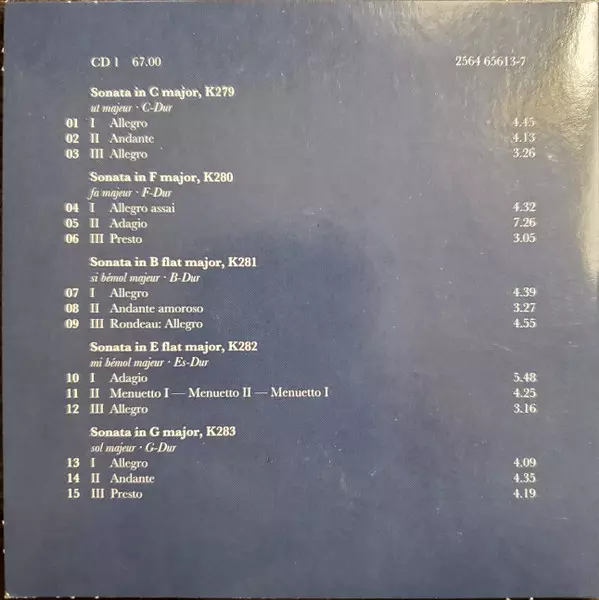 CD 1 67.00 2564 65613-7
Sonata in C major, K279
ut majeur · C-Dur
01 I Allegro 4.45
02 II Andante 4.13
03 III Allegro 3.26
Sonata in F major, K280
fa majeur · F-Dur
04 I Allegro assai 4.32
05 II Adagio 7.26
06 III Presto 3.05
Sonata in B flat major, K281
si bémol majeur · B-Dur
07 I Allegro 4.39
08 II Andante amoroso 3.27
09 III Rondeau: Allegro 4.55
Sonata in E flat major, K282
mi bémol majeur · Es-Dur
10 I Adagio 5.48
11 II Menuetto I — Menuetto II — Menuetto I 4.25
12 III Allegro 3.16
Sonata in G major, K283
sol majeur · G-Dur
13 I Allegro 4.09
14 II Andante 4.35
15 III Presto 4.19